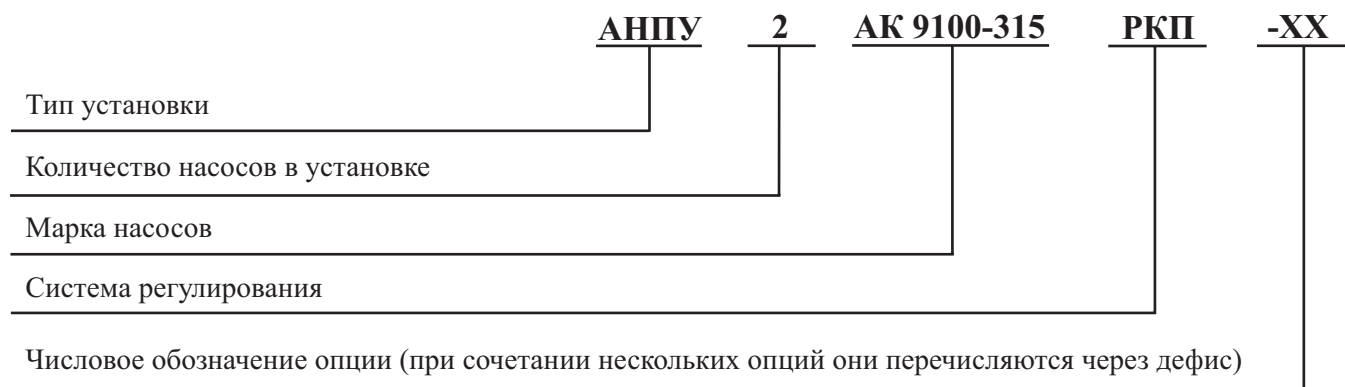 АНПУ 2 АК 9100-315 РКП -XX
Тип установки
Количество насосов в установке
Марка насосов
Система регулирования
Числовое обозначение опции (при сочетании нескольких опций они перечисляются через дефис)